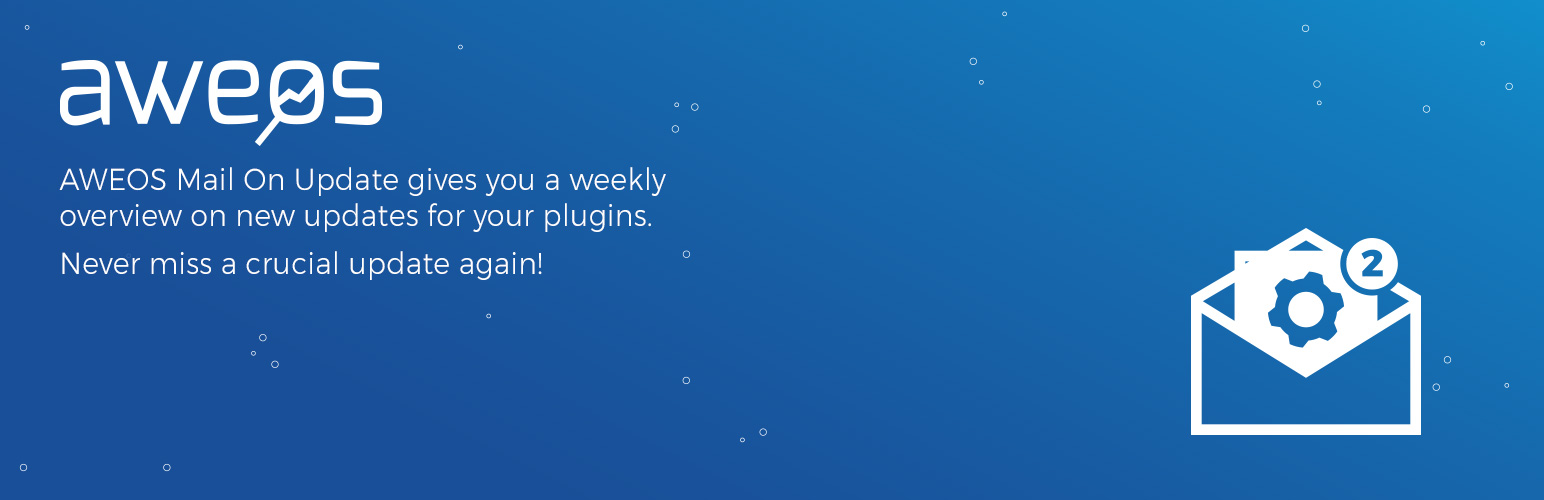 aweos
AWEOS Mail On Update gives you a weekly
overview on new updates for your plugins.
Never miss a crucial update again!
2